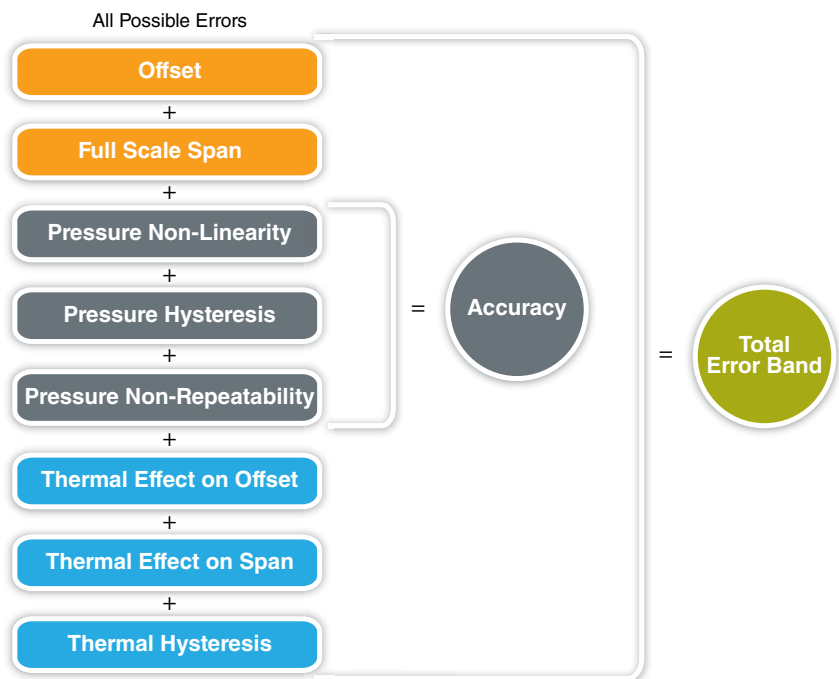 All Possible Errors
Offset
+
Full Scale Span
+
Pressure Non-Linearity
+
Pressure Hysteresis
+
Pressure Non-Repeatability
+
Thermal Effect on Offset
+
Thermal Effect on Span
+
Thermal Hysteresis
=
Accuracy
=
Total
Error Band